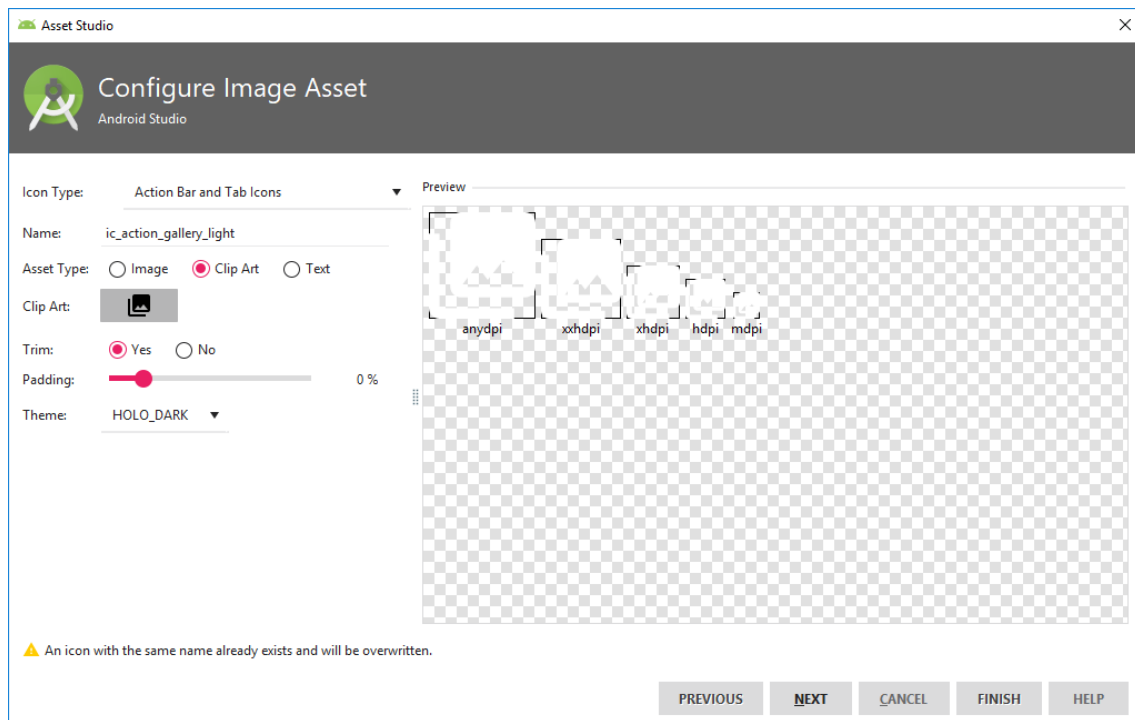 Asset Studio
Configure Image Asset
Android Studio
Icon Type: Action Bar and Tab Icons
Name: ic_action_gallery_light
Asset Type: Image Clip Art Text
Clip Art:
Trim: Yes No
Padding: 0 %
Theme: HOLO_DARK
Preview
anydpi xxhdpi xhdpi hdpi mdpi
An icon with the same name already exists and will be overwritten.
PREVIOUS NEXT CANCEL FINISH HELP